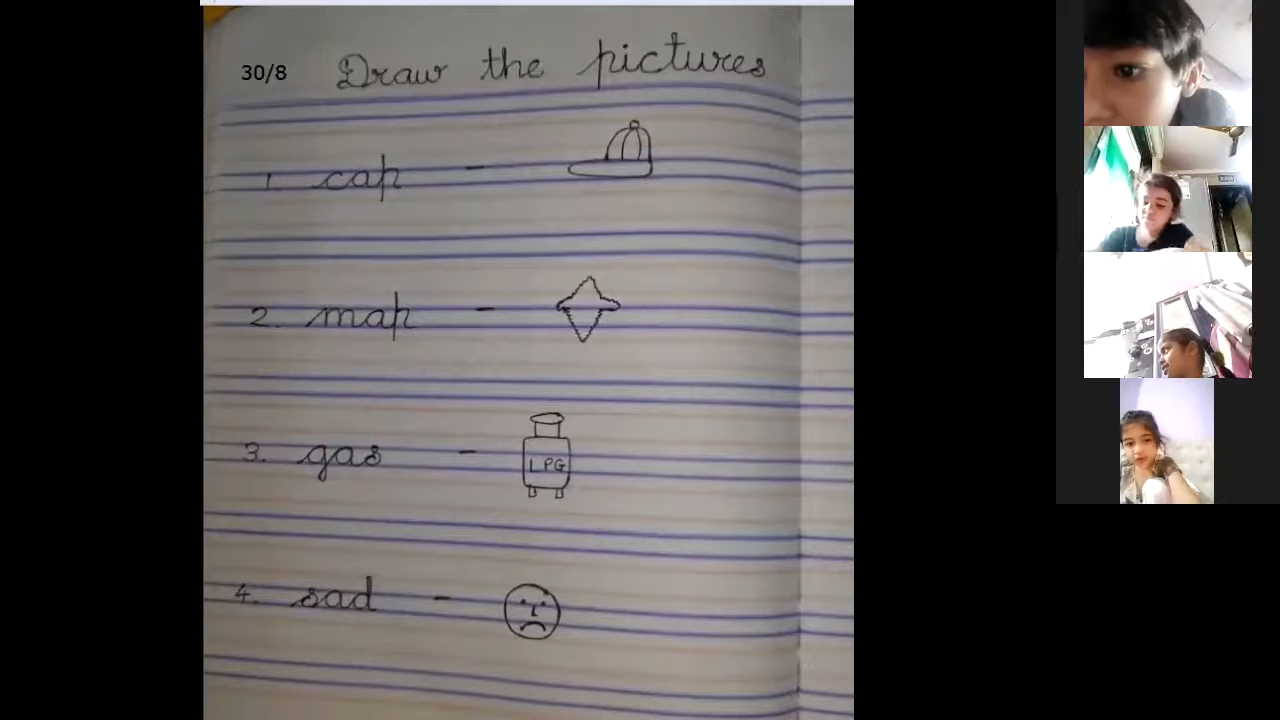 30/8 Draw the pictures
1. cap -
2. map -
3. gas - LPG
4. sad -